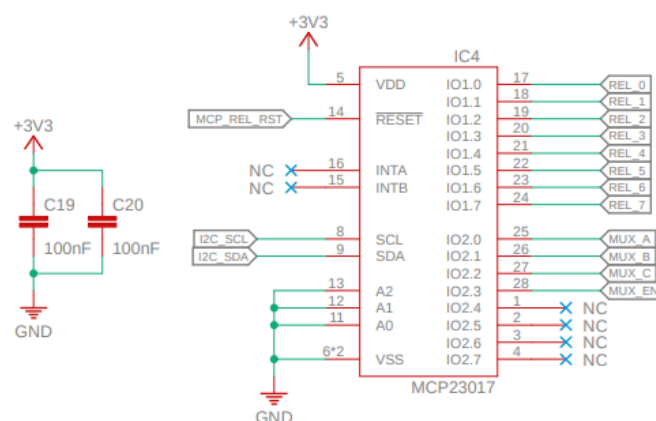 +3V3
IC4
5 VDD IO1.0 17 REL_0
IO1.1 18 REL_1
MCP_REL_RST 14 RESET IO1.2 19 REL_2
IO1.3 20 REL_3
IO1.4 21 REL_4
NC 16 INTA IO1.5 22 REL_5
NC 15 INTB IO1.6 23 REL_6
IO1.7 24 REL_7
I2C_SCL 8 SCL IO2.0 25 MUX_A
I2C_SDA 9 SDA IO2.1 26 MUX_B
IO2.2 27 MUX_C
13 A2 IO2.3 28 MUX_EN
12 A1 IO2.4 1 NC
11 A0 IO2.5 2 NC
IO2.6 3 NC
6*2 VSS IO2.7 4 NC
MCP23017
GND
+3V3
C19 C20
100nF 100nF
GND